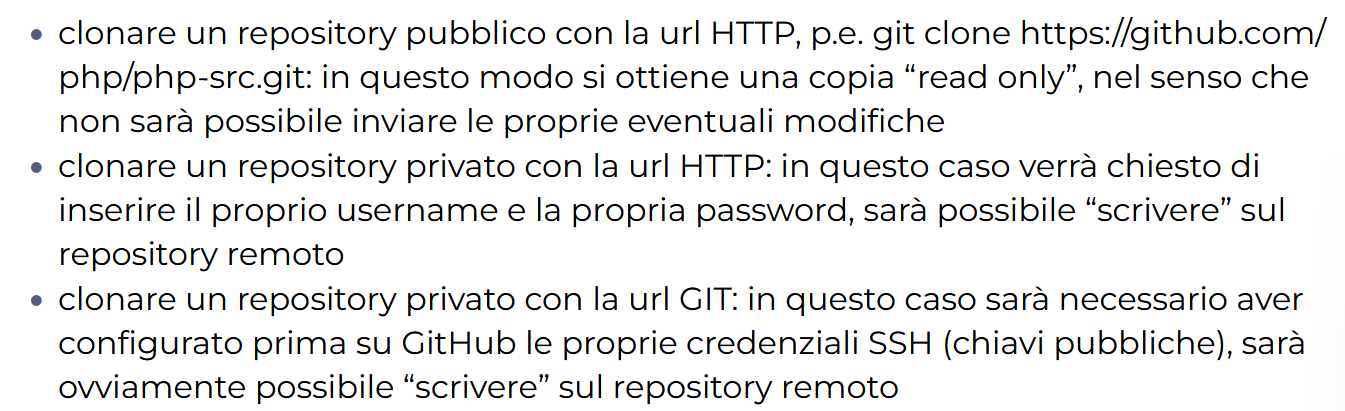 • clonare un repository pubblico con la url HTTP, p.e. git clone https://github.com/
php/php-src.git: in questo modo si ottiene una copia “read only”, nel senso che
non sarà possibile inviare le proprie eventuali modifiche
• clonare un repository privato con la url HTTP: in questo caso verrà chiesto di
inserire il proprio username e la propria password, sarà possibile “scrivere” sul
repository remoto
• clonare un repository privato con la url GIT: in questo caso sarà necessario aver
configurato prima su GitHub le proprie credenziali SSH (chiavi pubbliche), sarà
ovviamente possibile “scrivere” sul repository remoto